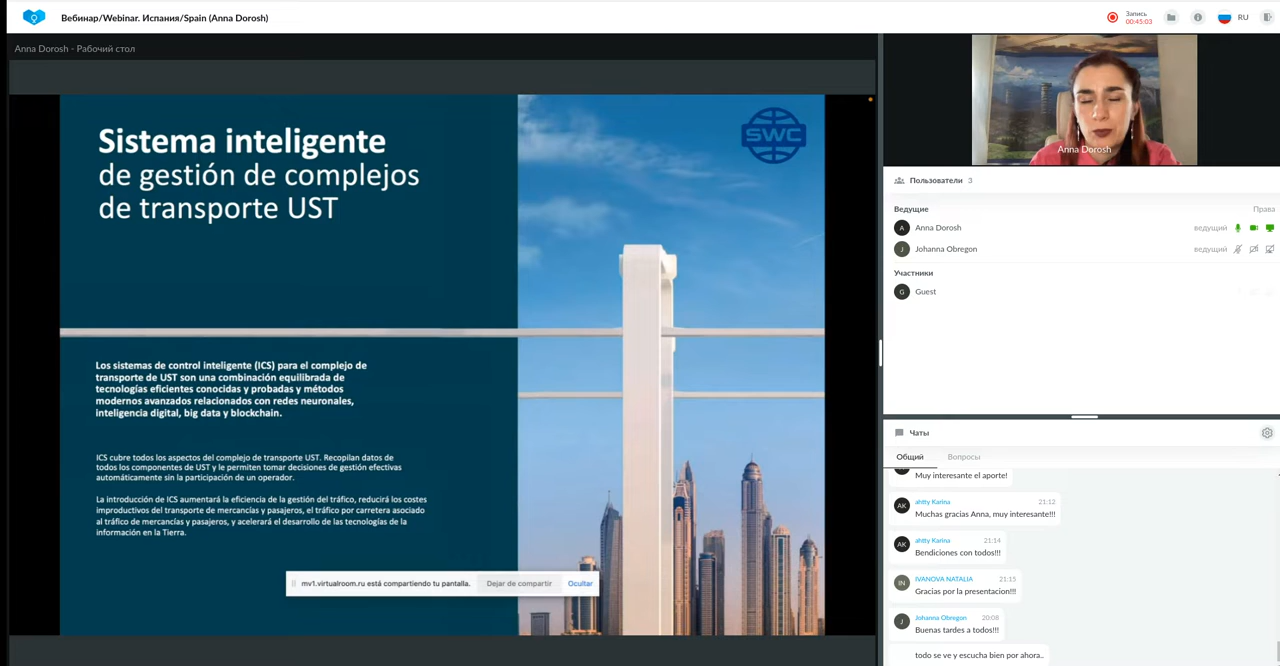 Вебинар/Webinar. Испания/Spain (Anna Dorosh)
Запись
00:45:03
RU
Anna Dorosh - Рабочий стол
Sistema inteligente
de gestión de complejos
de transporte UST
SWC
Los sistemas de control inteligente (ICS) para el complejo de
transporte de UST son una combinación equilibrada de
tecnologías eficientes conocidas y probadas y métodos
modernos avanzados relacionados con redes neuronales,
inteligencia digital, big data y blockchain.
ICS cubre todos los aspectos del complejo de transporte UST. Recopilan datos de
todos los componentes de UST y le permiten tomar decisiones de gestión efectivas
automáticamente sin la participación de un operador.
La introducción de ICS aumentará la eficiencia de la gestión del tráfico, reducirá los costes
improductivos del transporte de mercancías y pasajeros, el tráfico por carretera asociado
al tráfico de mercancías y pasajeros, y acelerará el desarrollo de las tecnologías de la
información en la Tierra.
mv1.virtualroom.ru está compartiendo tu pantalla.
Dejar de compartir
Ocultar
Anna Dorosh
Пользователи 3
Ведущие
Права
A
Anna Dorosh
ведущий
J
Johanna Obregon
ведущий
Участники
G
Guest
Чаты
Общий
Вопросы
Muy interesante el aporte!
AK
ahtty Karina
21:12
Muchas gracias Anna, muy interesante!!!
AK
ahtty Karina
21:14
Bendiciones con todos!!!
IN
IVANOVA NATALIA
21:15
Gracias por la presentacion!!!
J
Johanna Obregon
20:08
Buenas tardes a todos!!!
todo se ve y escucha bien por ahora..